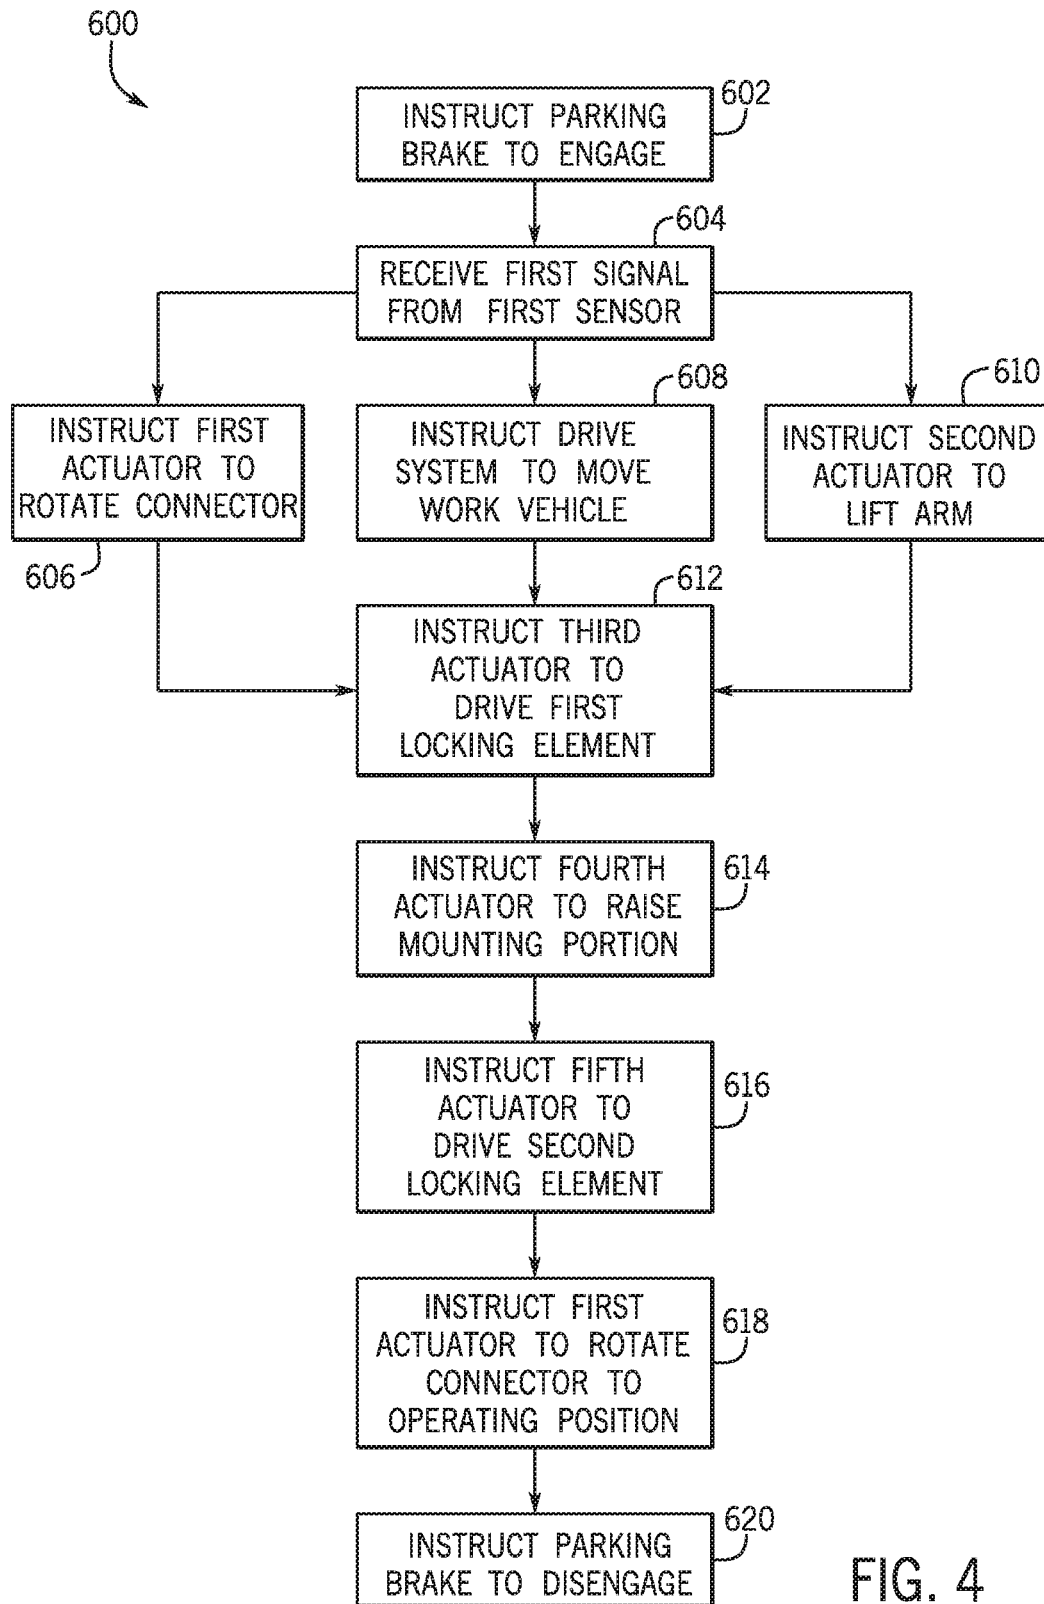 600
INSTRUCT PARKING
BRAKE TO ENGAGE
602
RECEIVE FIRST SIGNAL
FROM FIRST SENSOR
604
INSTRUCT FIRST
ACTUATOR TO
ROTATE CONNECTOR
606
INSTRUCT DRIVE
SYSTEM TO MOVE
WORK VEHICLE
608
INSTRUCT SECOND
ACTUATOR TO
LIFT ARM
610
INSTRUCT THIRD
ACTUATOR TO
DRIVE FIRST
LOCKING ELEMENT
612
INSTRUCT FOURTH
ACTUATOR TO RAISE
MOUNTING PORTION
614
INSTRUCT FIFTH
ACTUATOR TO
DRIVE SECOND
LOCKING ELEMENT
616
INSTRUCT FIRST
ACTUATOR TO ROTATE
CONNECTOR TO
OPERATING POSITION
618
INSTRUCT PARKING
BRAKE TO DISENGAGE
620
FIG. 4